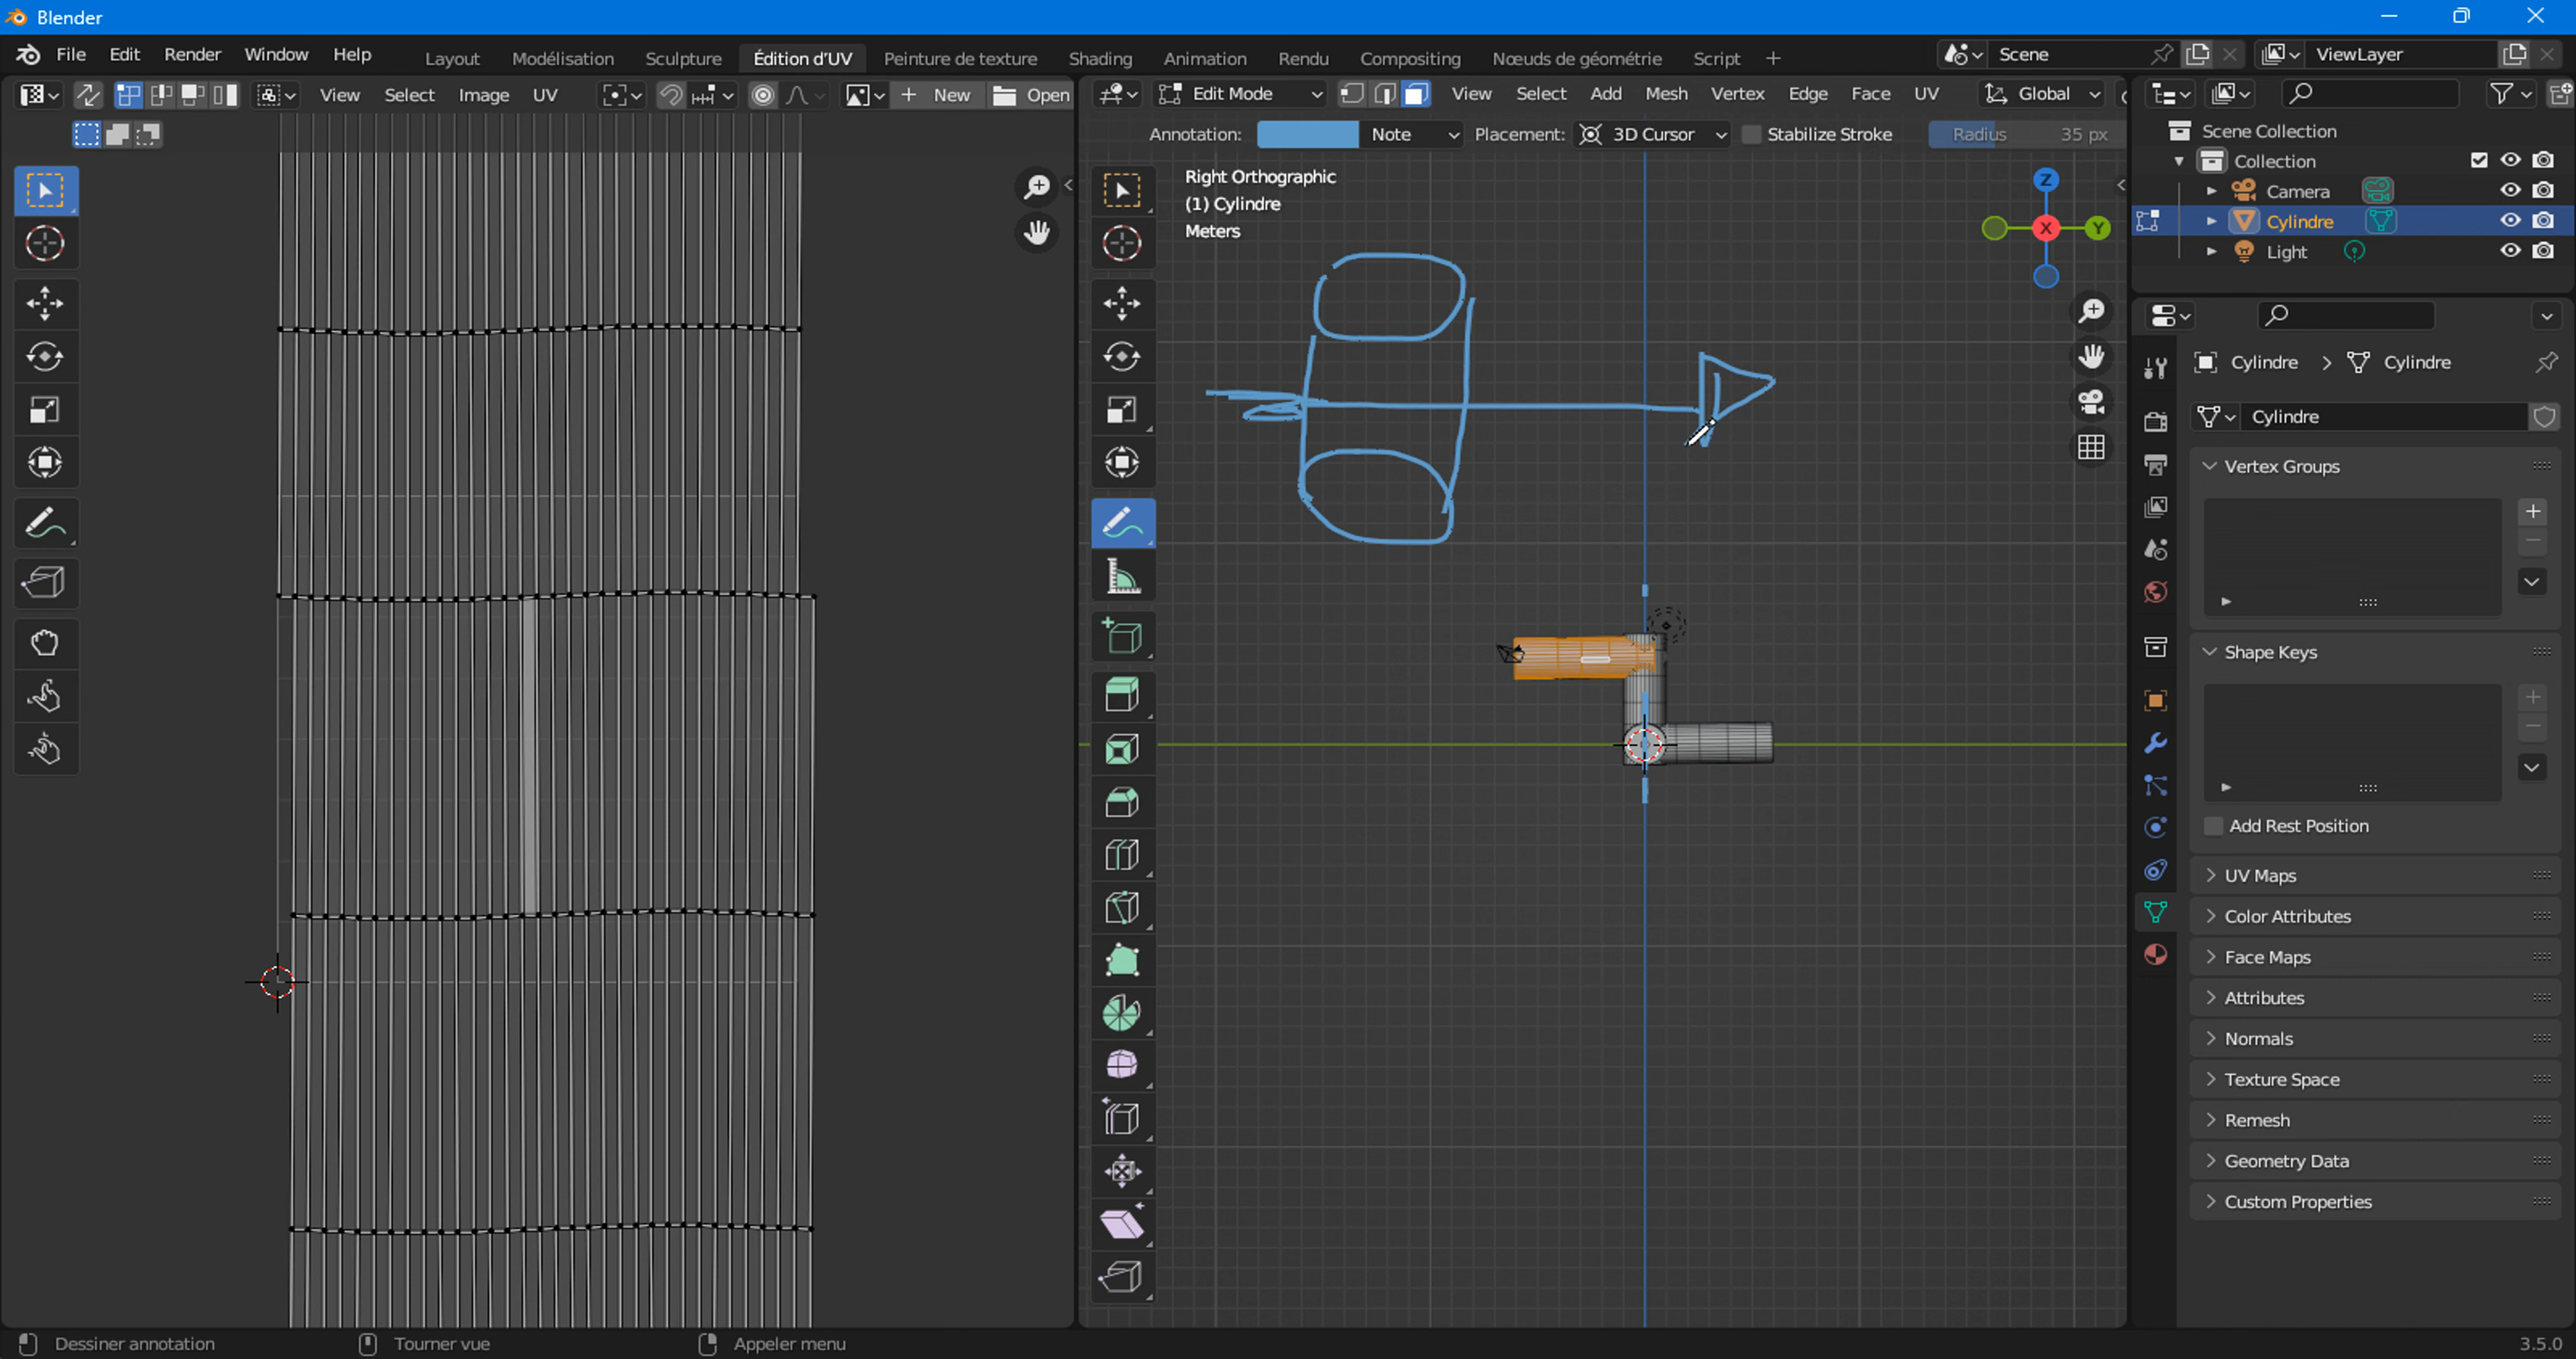 Blender
File Edit Render Window Help Layout Modélisation Sculpture Édition d'UV Peinture de texture Shading Animation Rendu Compositing Nœuds de géométrie Script + Scene ViewLayer
View Select Image UV New Open
Edit Mode View Select Add Mesh Vertex Edge Face UV Global
Annotation: Note Placement: 3D Cursor Stabilize Stroke Radius 35 px
Right Orthographic
(1) Cylindre
Meters
Z
X
Y
Scene Collection
Collection
Camera
Cylindre
Light
Cylindre > Cylindre
Cylindre
Vertex Groups
Shape Keys
Add Rest Position
UV Maps
Color Attributes
Face Maps
Attributes
Normals
Texture Space
Remesh
Geometry Data
Custom Properties
Dessiner annotation Tourner vue Appeler menu 3.5.0